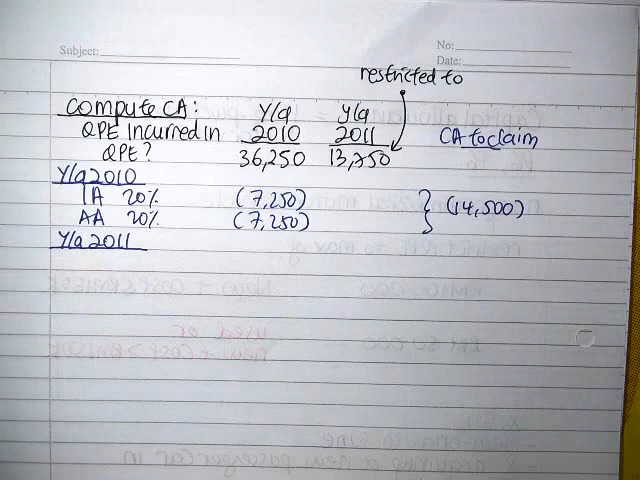 Subject:
No:
Date:
restricted to
Compute CA: Y/a Y/a
QPE Incurred in 2010 2011 CA to claim
QPE? 36,250 13,750
Y/a 2010
IA 20% (7,250)
AA 20% (7,250) } (14,500)
Y/a 2011